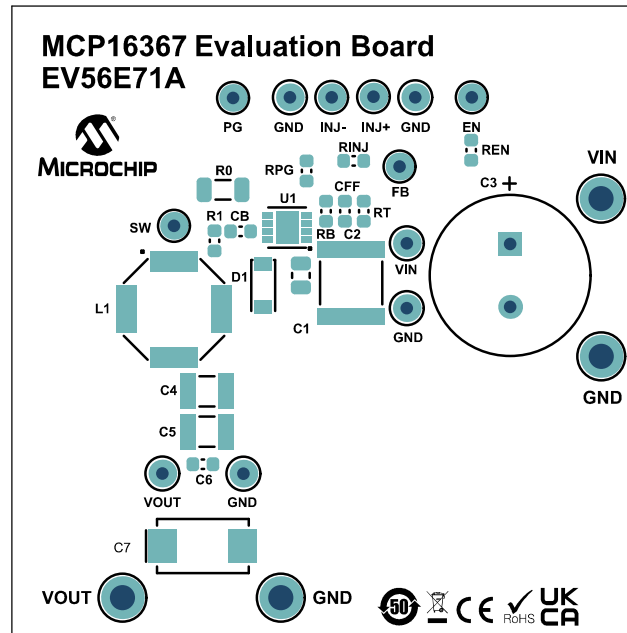 MCP16367 Evaluation Board
EV56E71A
PG GND INJ- INJ+ GND EN
MICROCHIP
RINJ REN
VIN
R0 RPG FB C3 +
CFF
U1
SW R1 CB RT
RB C2
VIN
D1
L1
C1 GND
C4
GND
C5
C6
VOUT GND
C7
VOUT GND
50 CE RoHS UK
CA